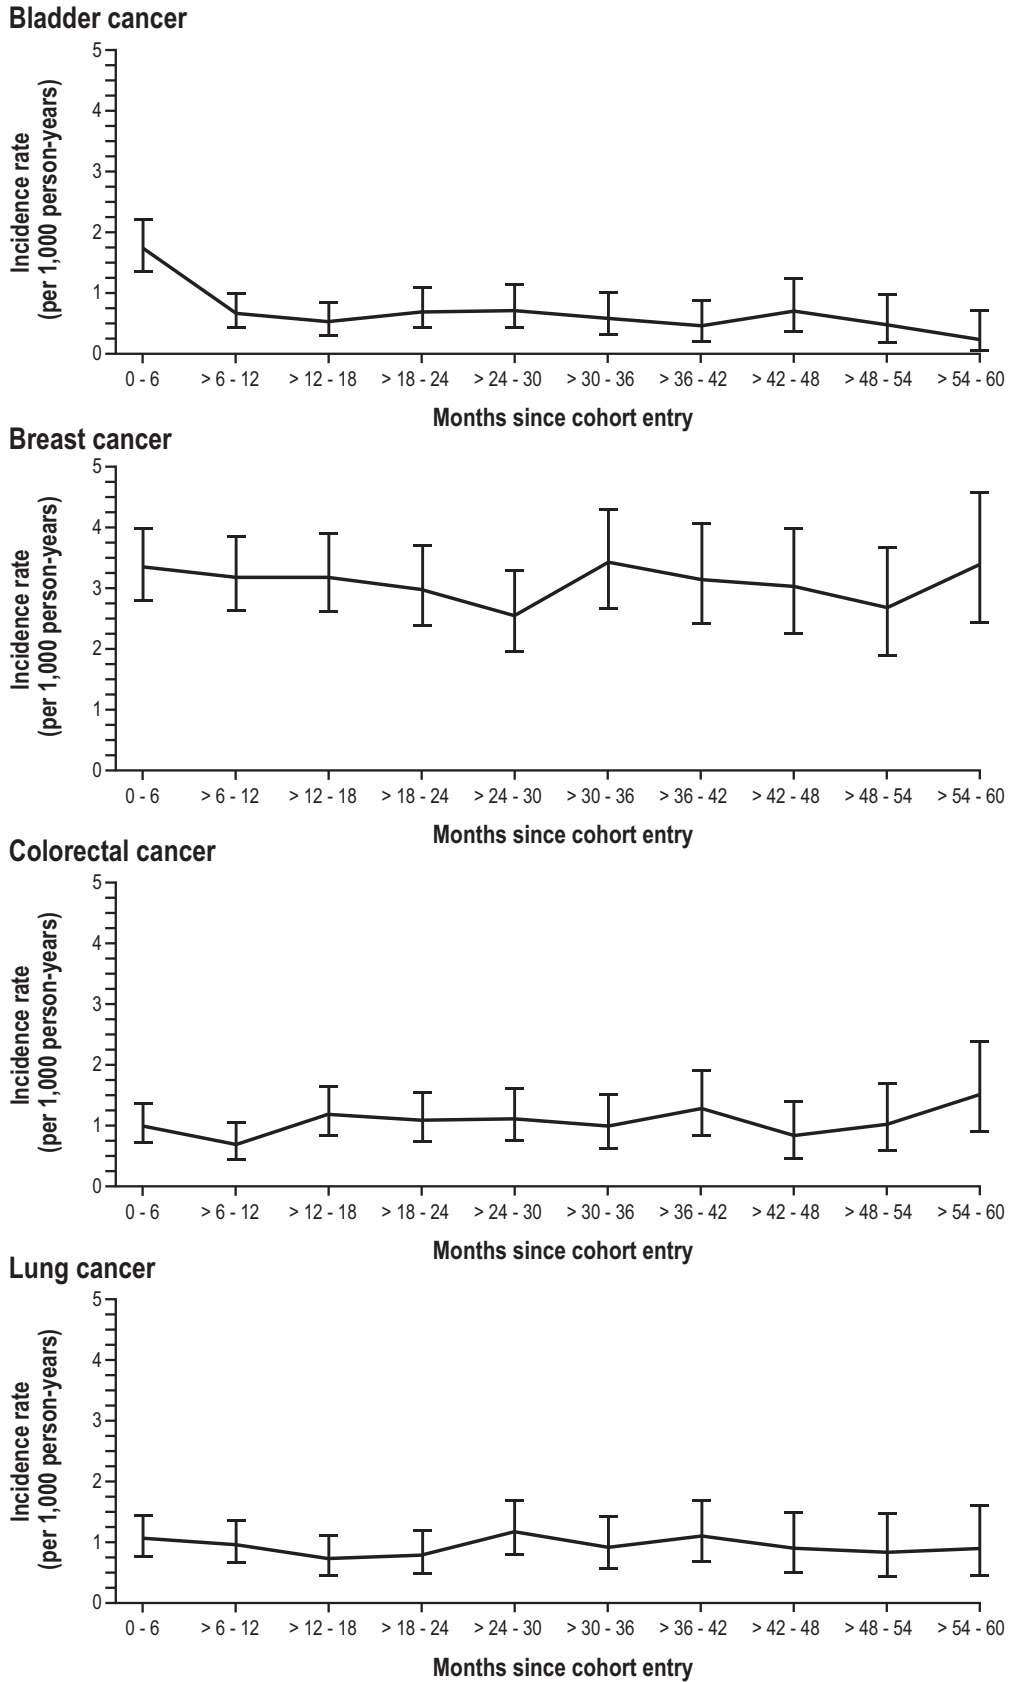 Bladder cancer
5
4
3
2
1
0
Incidence rate
(per 1,000 person-years)
0 - 6 > 6 - 12 > 12 - 18 > 18 - 24 > 24 - 30 > 30 - 36 > 36 - 42 > 42 - 48 > 48 - 54 > 54 - 60
Months since cohort entry
Breast cancer
5
4
3
2
1
0
Incidence rate
(per 1,000 person-years)
0 - 6 > 6 - 12 > 12 - 18 > 18 - 24 > 24 - 30 > 30 - 36 > 36 - 42 > 42 - 48 > 48 - 54 > 54 - 60
Months since cohort entry
Colorectal cancer
5
4
3
2
1
0
Incidence rate
(per 1,000 person-years)
0 - 6 > 6 - 12 > 12 - 18 > 18 - 24 > 24 - 30 > 30 - 36 > 36 - 42 > 42 - 48 > 48 - 54 > 54 - 60
Months since cohort entry
Lung cancer
5
4
3
2
1
0
Incidence rate
(per 1,000 person-years)
0 - 6 > 6 - 12 > 12 - 18 > 18 - 24 > 24 - 30 > 30 - 36 > 36 - 42 > 42 - 48 > 48 - 54 > 54 - 60
Months since cohort entry